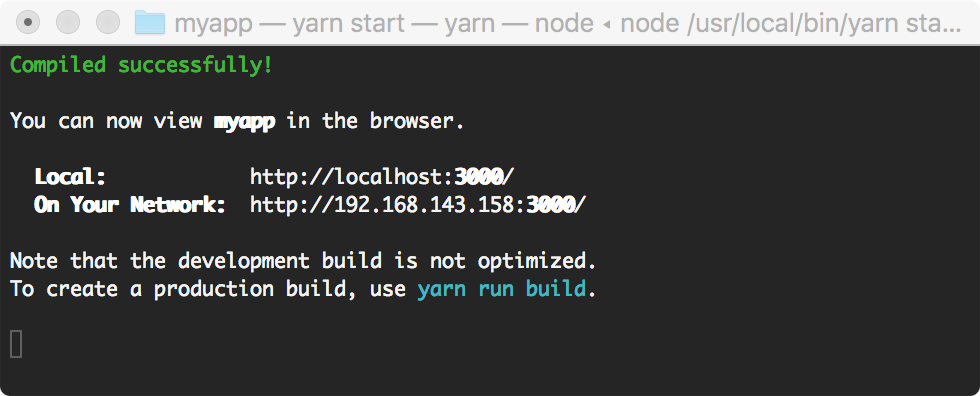 myapp — yarn start — yarn — node ◂ node /usr/local/bin/yarn sta...
Compiled successfully!
You can now view myapp in the browser.
Local: http://localhost:3000/
On Your Network: http://192.168.143.158:3000/
Note that the development build is not optimized.
To create a production build, use yarn run build.